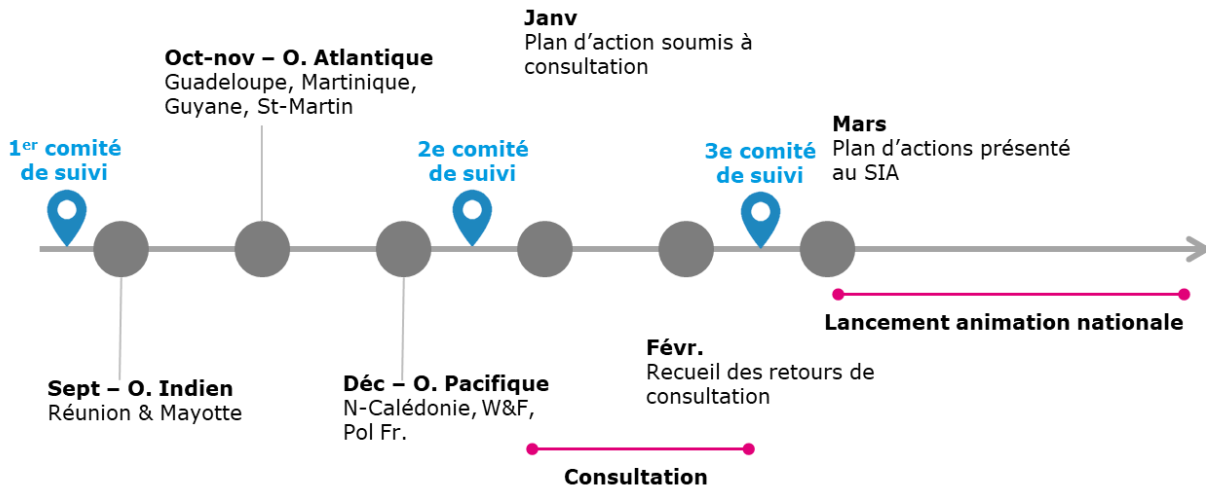 Janv
Plan d’action soumis à
consultation
Oct-nov – O. Atlantique
Guadeloupe, Martinique,
Guyane, St-Martin
1er comité
de suivi
2e comité
de suivi
3e comité
de suivi
Mars
Plan d’actions présenté
au SIA
Lancement animation nationale
Sept – O. Indien
Réunion & Mayotte
Déc – O. Pacifique
N-Calédonie, W&F,
Pol Fr.
Févr.
Recueil des retours de
consultation
Consultation